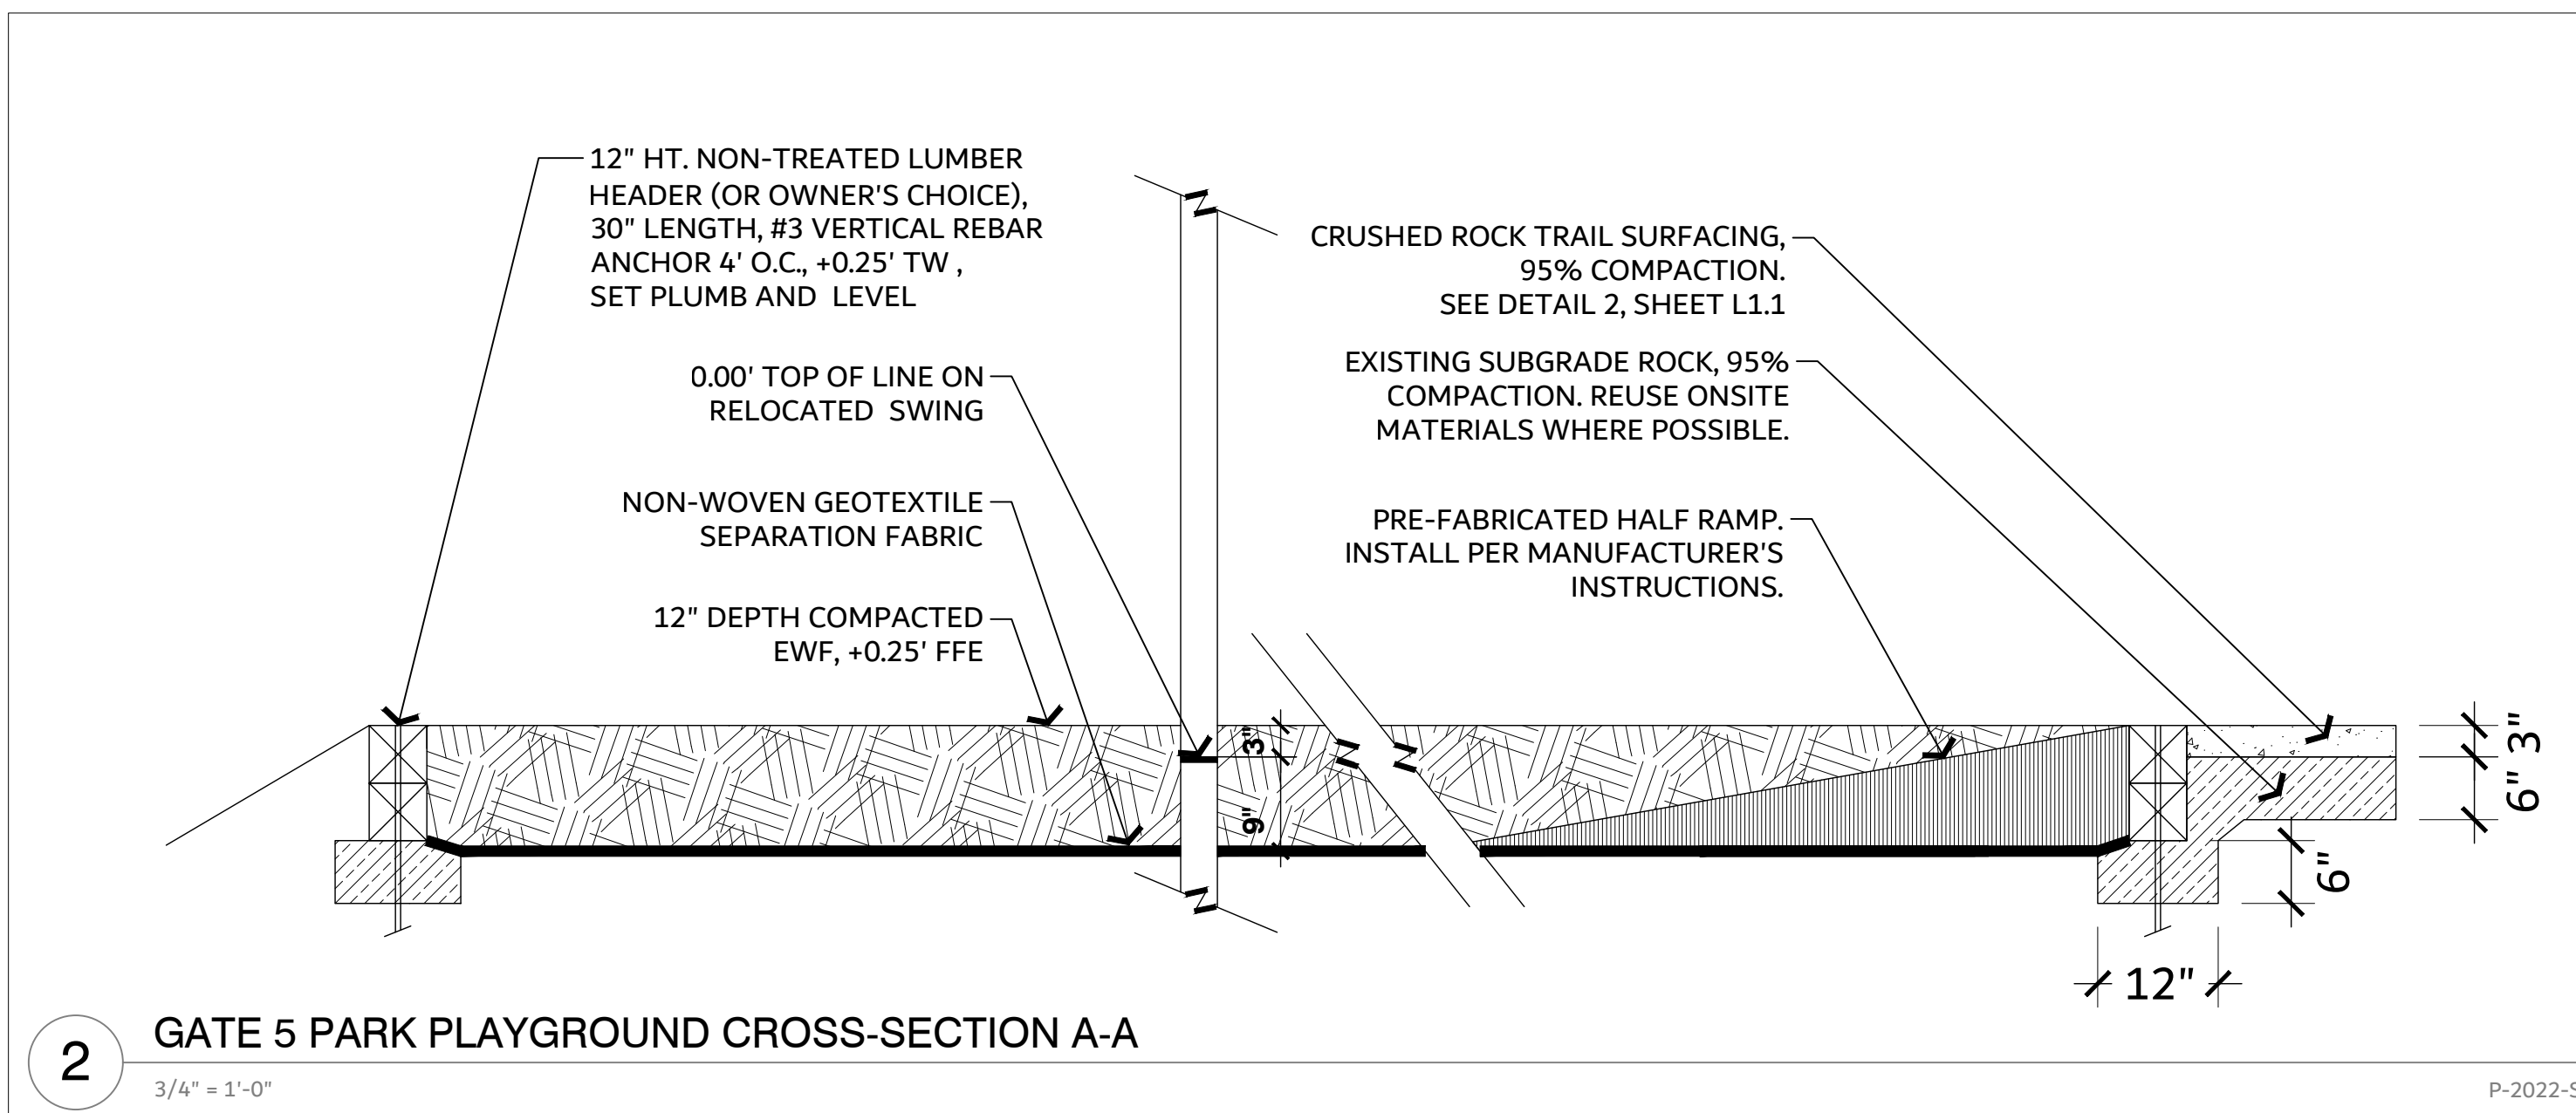 12" HT. NON-TREATED LUMBER
HEADER (OR OWNER'S CHOICE),
30" LENGTH, #3 VERTICAL REBAR
ANCHOR 4' O.C., +0.25' TW ,
SET PLUMB AND LEVEL
0.00' TOP OF LINE ON
RELOCATED SWING
NON-WOVEN GEOTEXTILE
SEPARATION FABRIC
12" DEPTH COMPACTED
EWF, +0.25' FFE
CRUSHED ROCK TRAIL SURFACING,
95% COMPACTION.
SEE DETAIL 2, SHEET L1.1
EXISTING SUBGRADE ROCK, 95%
COMPACTION. REUSE ONSITE
MATERIALS WHERE POSSIBLE.
PRE-FABRICATED HALF RAMP.
INSTALL PER MANUFACTURER'S
INSTRUCTIONS.
3"
9"
3"
6"
6"
12"
2
GATE 5 PARK PLAYGROUND CROSS-SECTION A-A
3/4" = 1'-0"
P-2022-S